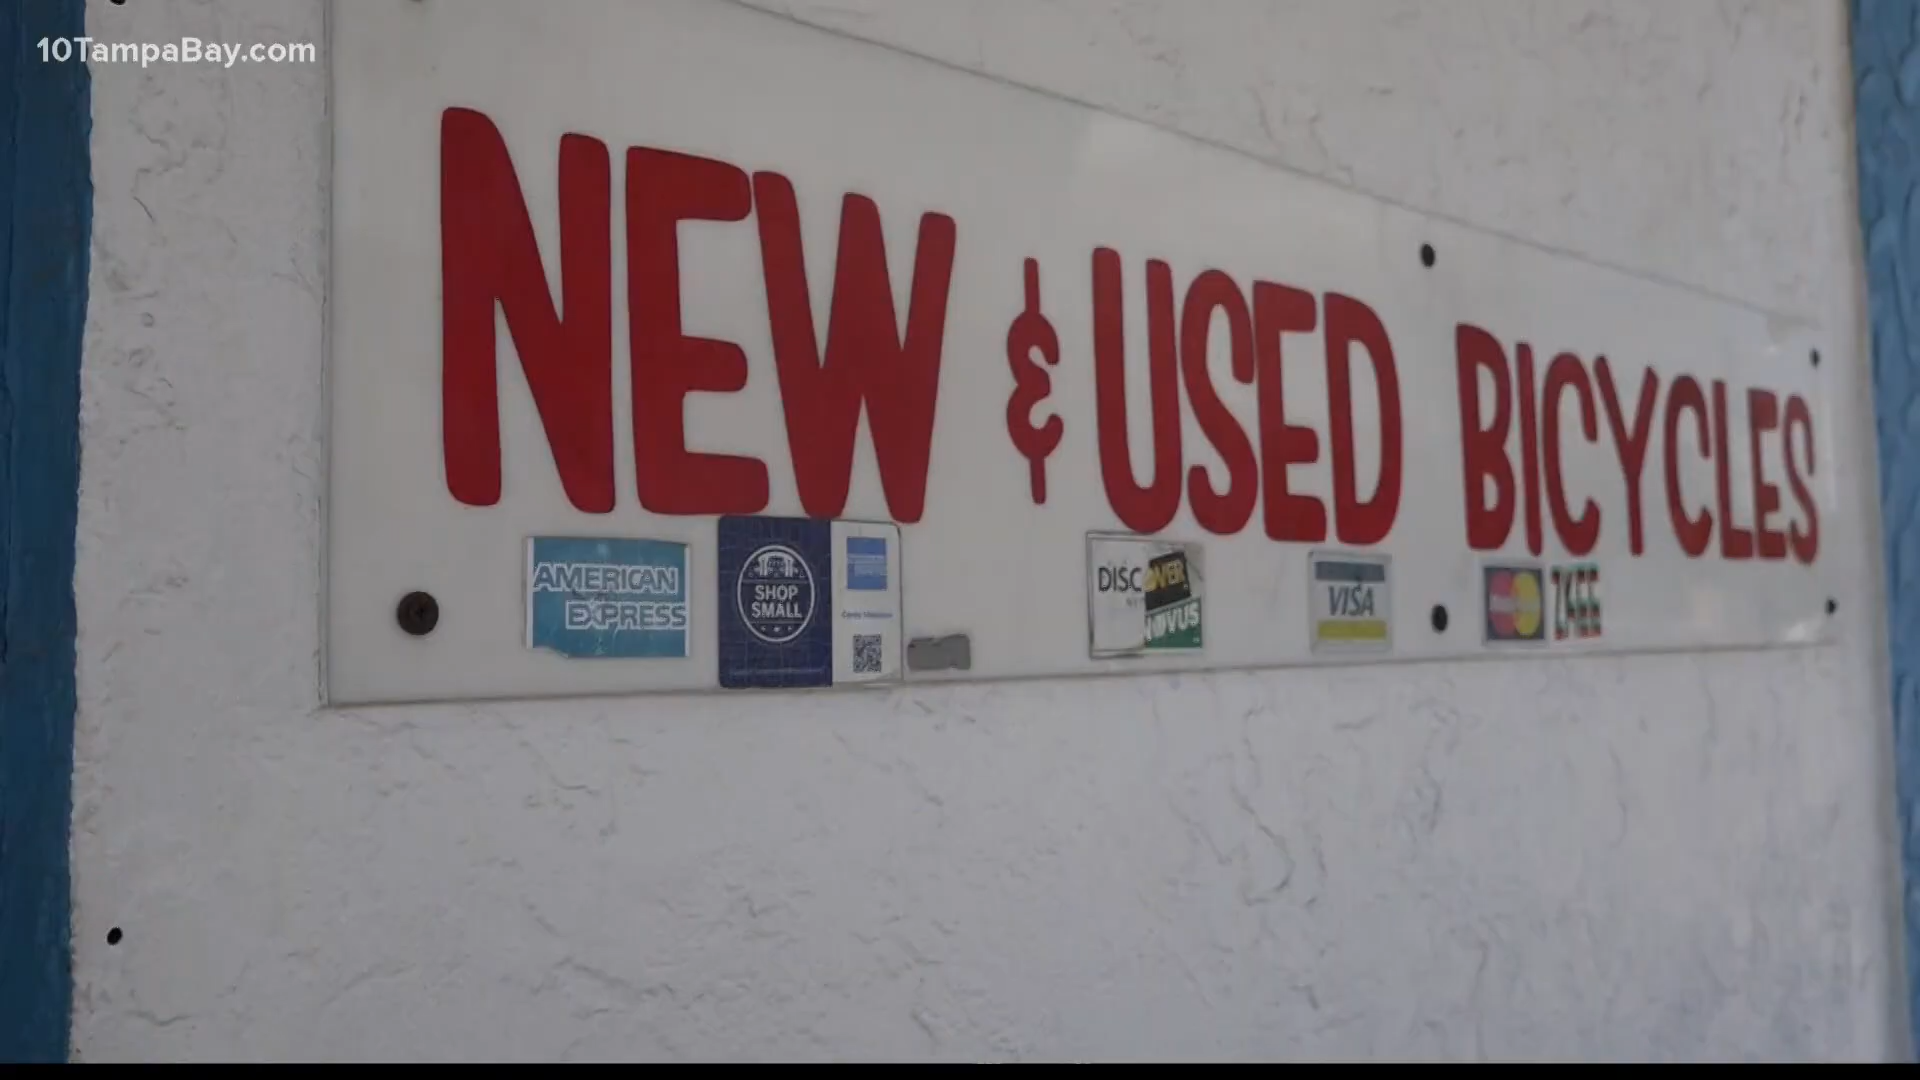 10TampaBay.com
NEW & USED BICYCLES
AMERICAN EXPRESS
SHOP SMALL
DISCOVER
NOVUS
VISA